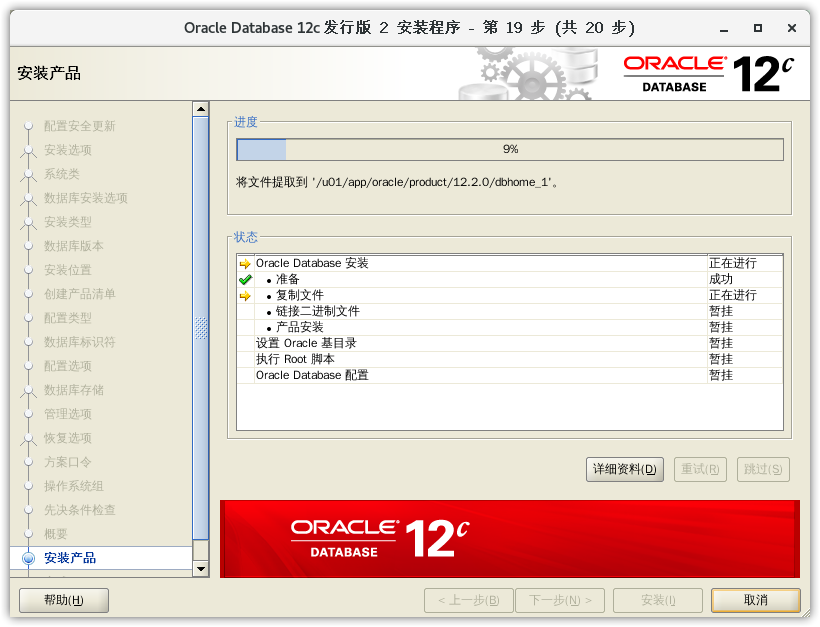 Oracle Database 12c 发行版 2 安装程序 - 第 19 步 (共 20 步)
安装产品
ORACLE
DATABASE
12c
配置安全更新
安装选项
系统类
数据库安装选项
安装类型
数据库版本
安装位置
创建产品清单
配置类型
数据库标识符
配置选项
数据库存储
管理选项
恢复选项
方案口令
操作系统组
先决条件检查
概要
安装产品
进度
9%
将文件提取到 '/u01/app/oracle/product/12.2.0/dbhome_1'。
状态
Oracle Database 安装 正在进行
• 准备 成功
• 复制文件 正在进行
• 链接二进制文件 暂挂
• 产品安装 暂挂
设置 Oracle 基目录 暂挂
执行 Root 脚本 暂挂
Oracle Database 配置 暂挂
详细资料(D) 重试(R) 跳过(S)
ORACLE
DATABASE
12c
帮助(H) < 上一步(B) 下一步(N) > 安装(I) 取消